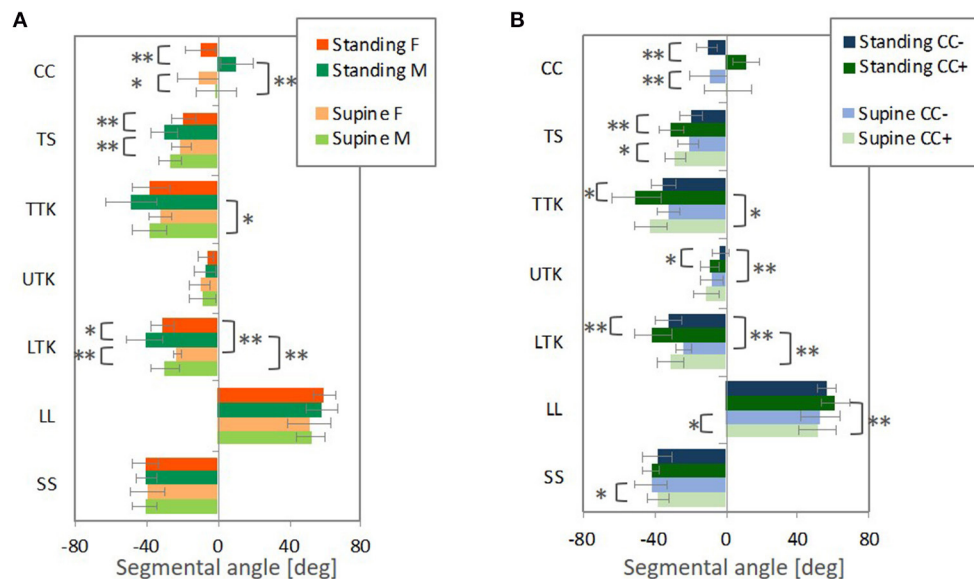 A
Standing F
Standing M
Supine F
Supine M
CC
**
*
**
TS
**
**
TTK
*
UTK
LTK
*
**
**
**
LL
SS
-80 -40 0 40 80
Segmental angle [deg]
B
Standing CC-
Standing CC+
Supine CC-
Supine CC+
CC
**
**
TS
**
*
TTK
*
*
UTK
*
**
LTK
**
**
**
LL
*
**
SS
*
-80 -40 0 40 80
Segmental angle [deg]